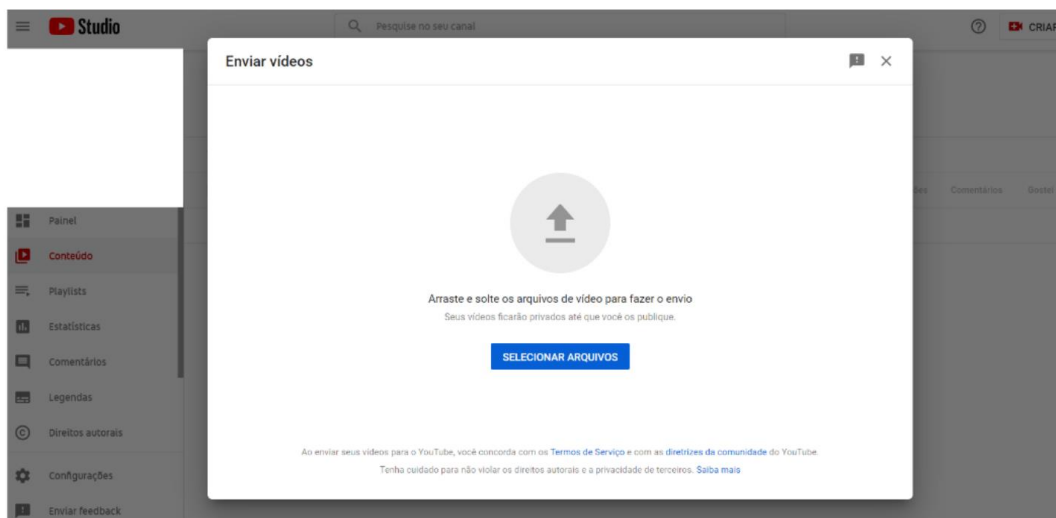 Studio
Pesquise no seu canal
CRIAR
Enviar vídeos
Comentários
Painel
Conteúdo
Playlists
Estatísticas
Comentários
Legendas
Direitos autorais
Configurações
Enviar feedback
Arraste e solte os arquivos de vídeo para fazer o envio
Seus vídeos ficarão privados até que você os publique.
SELECIONAR ARQUIVOS
Ao enviar seus vídeos para o YouTube, você concorda com os Termos de Serviço e com as diretrizes da comunidade do YouTube.
Tenha cuidado para não violar os direitos autorais e a privacidade de terceiros. Saiba mais